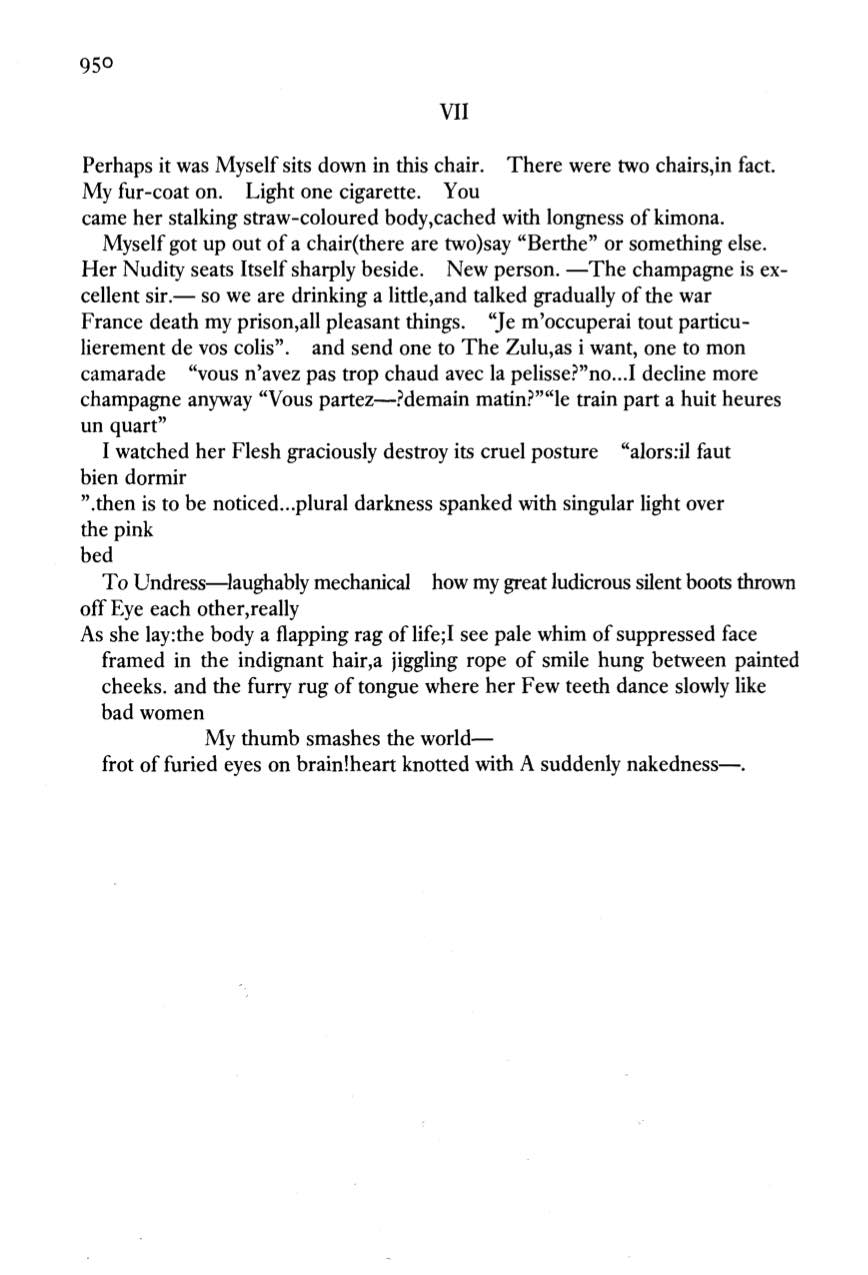 950
VII
Perhaps it was Myself sits down in this chair. There were two chairs,in fact.
My fur-coat on. Light one cigarette. You
came her stalking straw-coloured body,cached with longness of kimona.
Myself got up out of a chair(there are two)say “Berthe” or something else.
Her Nudity seats Itself sharply beside. New person. —The champagne is ex-
cellent sir.— so we are drinking a little,and talked gradually of the war
France death my prison,all pleasant things. “Je m’occuperai tout particu-
lierement de vos colis”. and send one to The Zulu,as i want, one to mon
camarade “vous n’avez pas trop chaud avec la pelisse?”no...I decline more
champagne anyway “Vous partez—?demain matin?”“le train part a huit heures
un quart”
I watched her Flesh graciously destroy its cruel posture “alors:il faut
bien dormir
”.then is to be noticed...plural darkness spanked with singular light over
the pink
bed
To Undress—laughably mechanical how my great ludicrous silent boots thrown
off Eye each other,really
As she lay:the body a flapping rag of life;I see pale whim of suppressed face
framed in the indignant hair,a jiggling rope of smile hung between painted
cheeks. and the furry rug of tongue where her Few teeth dance slowly like
bad women
My thumb smashes the world—
frot of furied eyes on brain!heart knotted with A suddenly nakedness—.